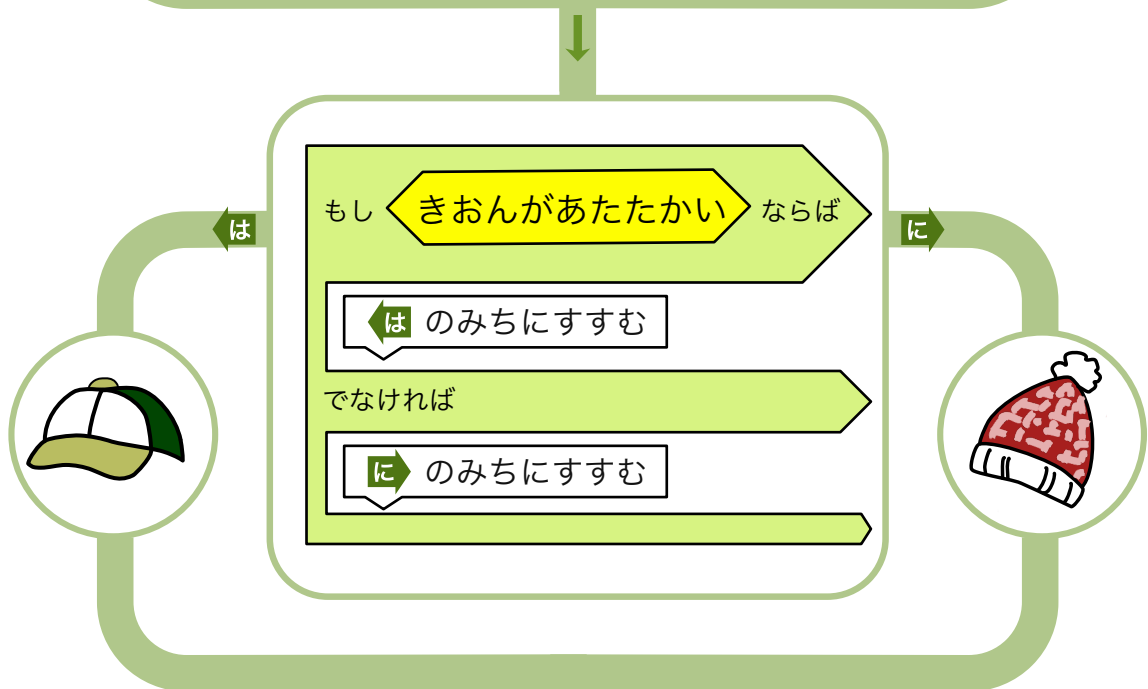 もし きおんがあたたかい ならば
は に
は のみちにすすむ
でなければ
に のみちにすすむ